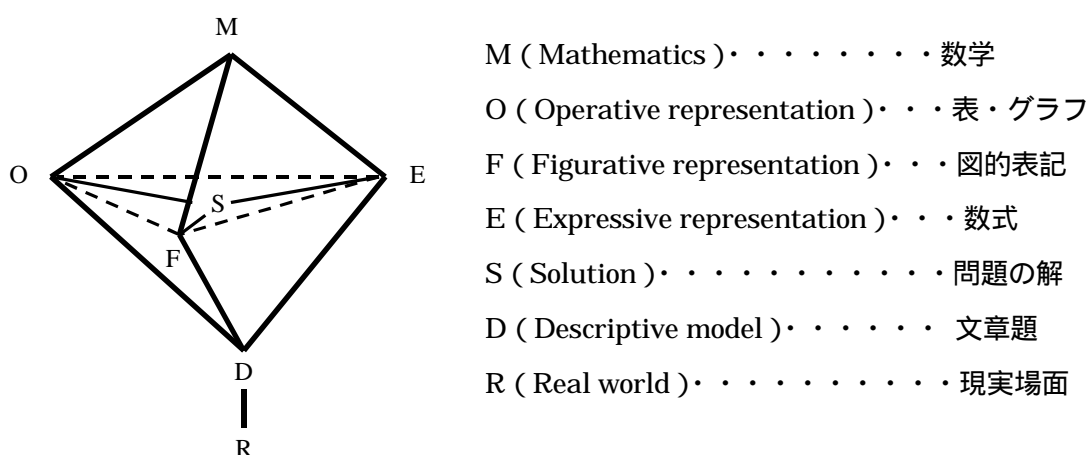 M
O
E
S
F
D
R
M ( Mathematics )・・・・・・・・数学
O ( Operative representation )・・・表・グラフ
F ( Figurative representation )・・・図的表記
E ( Expressive representation )・・・数式
S ( Solution )・・・・・・・・・・・問題の解
D ( Descriptive model )・・・・・・ 文章題
R ( Real world )・・・・・・・・・・現実場面